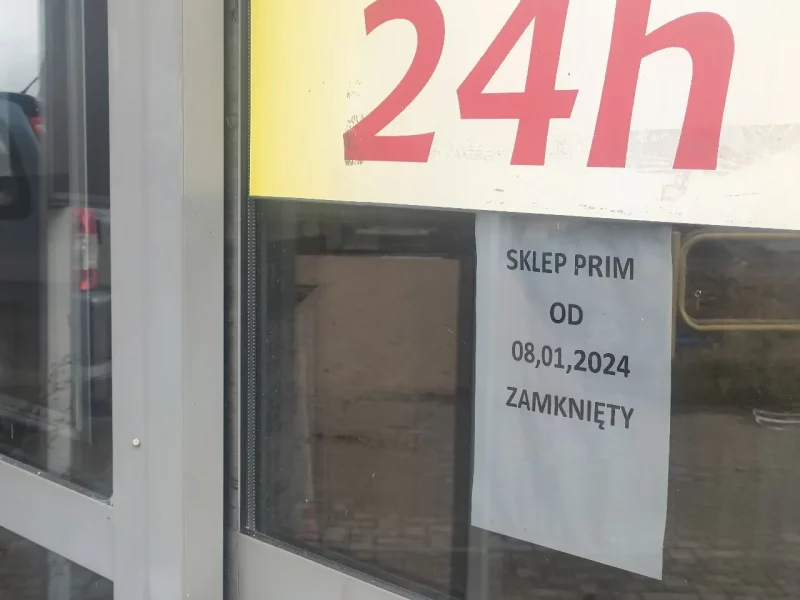 24h
SKLEP PRIM
OD
08,01,2024
ZAMKNIĘTY